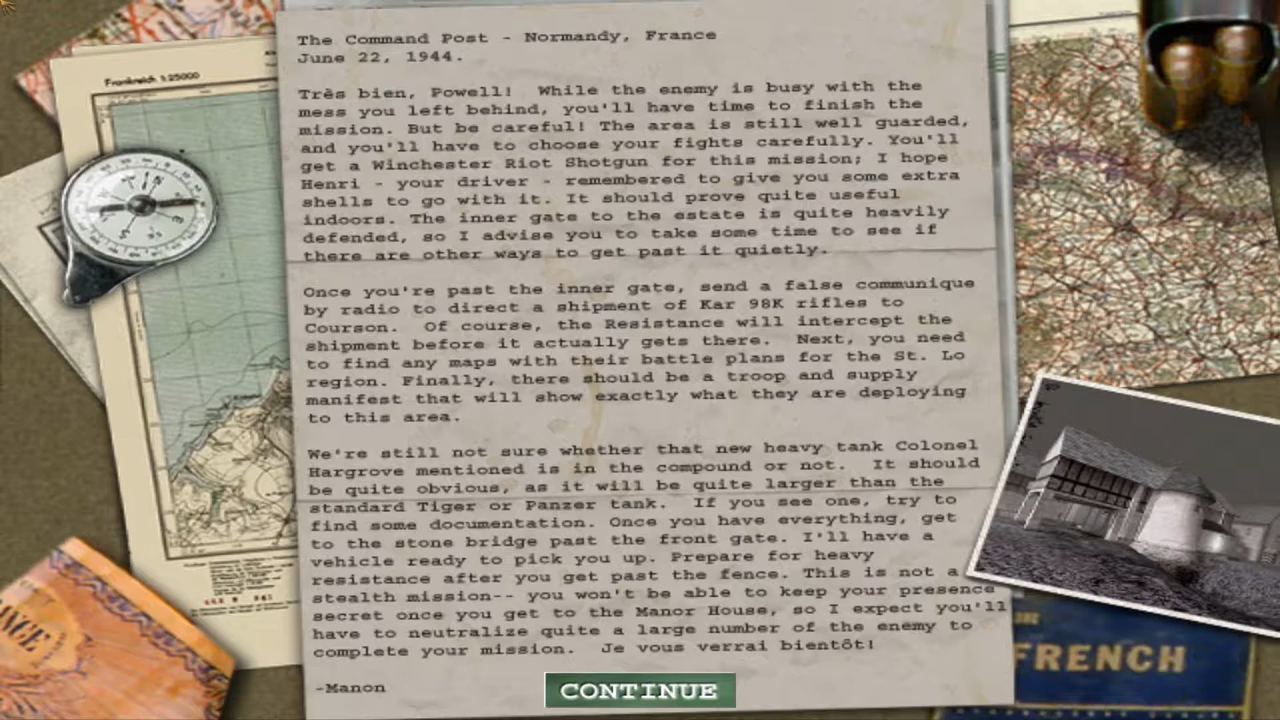 The Command Post - Normandy, France
June 22, 1944.
Très bien, Powell!  While the enemy is busy with the
mess you left behind, you'll have time to finish the
mission. But be careful! The area is still well guarded,
and you'll have to choose your fights carefully. You'll
get a Winchester Riot Shotgun for this mission; I hope
Henri - your driver - remembered to give you some extra
shells to go with it. It should prove quite useful
indoors. The inner gate to the estate is quite heavily
defended, so I advise you to take some time to see if
there are other ways to get past it quietly.
Once you're past the inner gate, send a false communique
by radio to direct a shipment of Kar 98K rifles to
Courson.  Of course, the Resistance will intercept the
shipment before it actually gets there.  Next, you need
to find any maps with their battle plans for the St. Lo
region. Finally, there should be a troop and supply
manifest that will show exactly what they are deploying
to this area.
We're still not sure whether that new heavy tank Colonel
Hargrove mentioned is in the compound or not.  It should
be quite obvious, as it will be quite larger than the
standard Tiger or Panzer tank.  If you see one, try to
find some documentation. Once you have everything, get
to the stone bridge past the front gate. I'll have a
vehicle ready to pick you up. Prepare for heavy
resistance after you get past the fence. This is not a
stealth mission-- you won't be able to keep your presence
secret once you get to the Manor House, so I expect you'll
have to neutralize quite a large number of the enemy to
complete your mission.  Je vous verrai bientôt!
-Manon
CONTINUE
Frankreich 1:25000
FRENCH